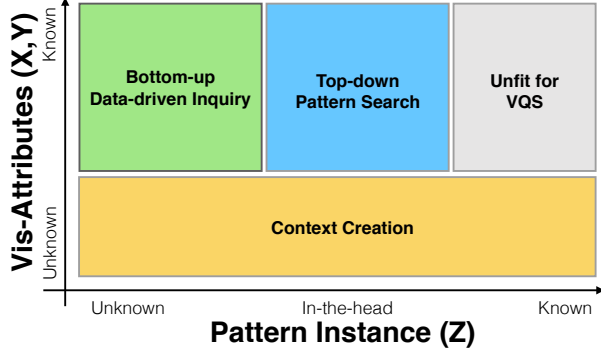 Vis-Attributes (X,Y)
Known
Unknown
Bottom-up
Data-driven Inquiry
Top-down
Pattern Search
Unfit for
VQS
Context Creation
Unknown
In-the-head
Known
Pattern Instance (Z)